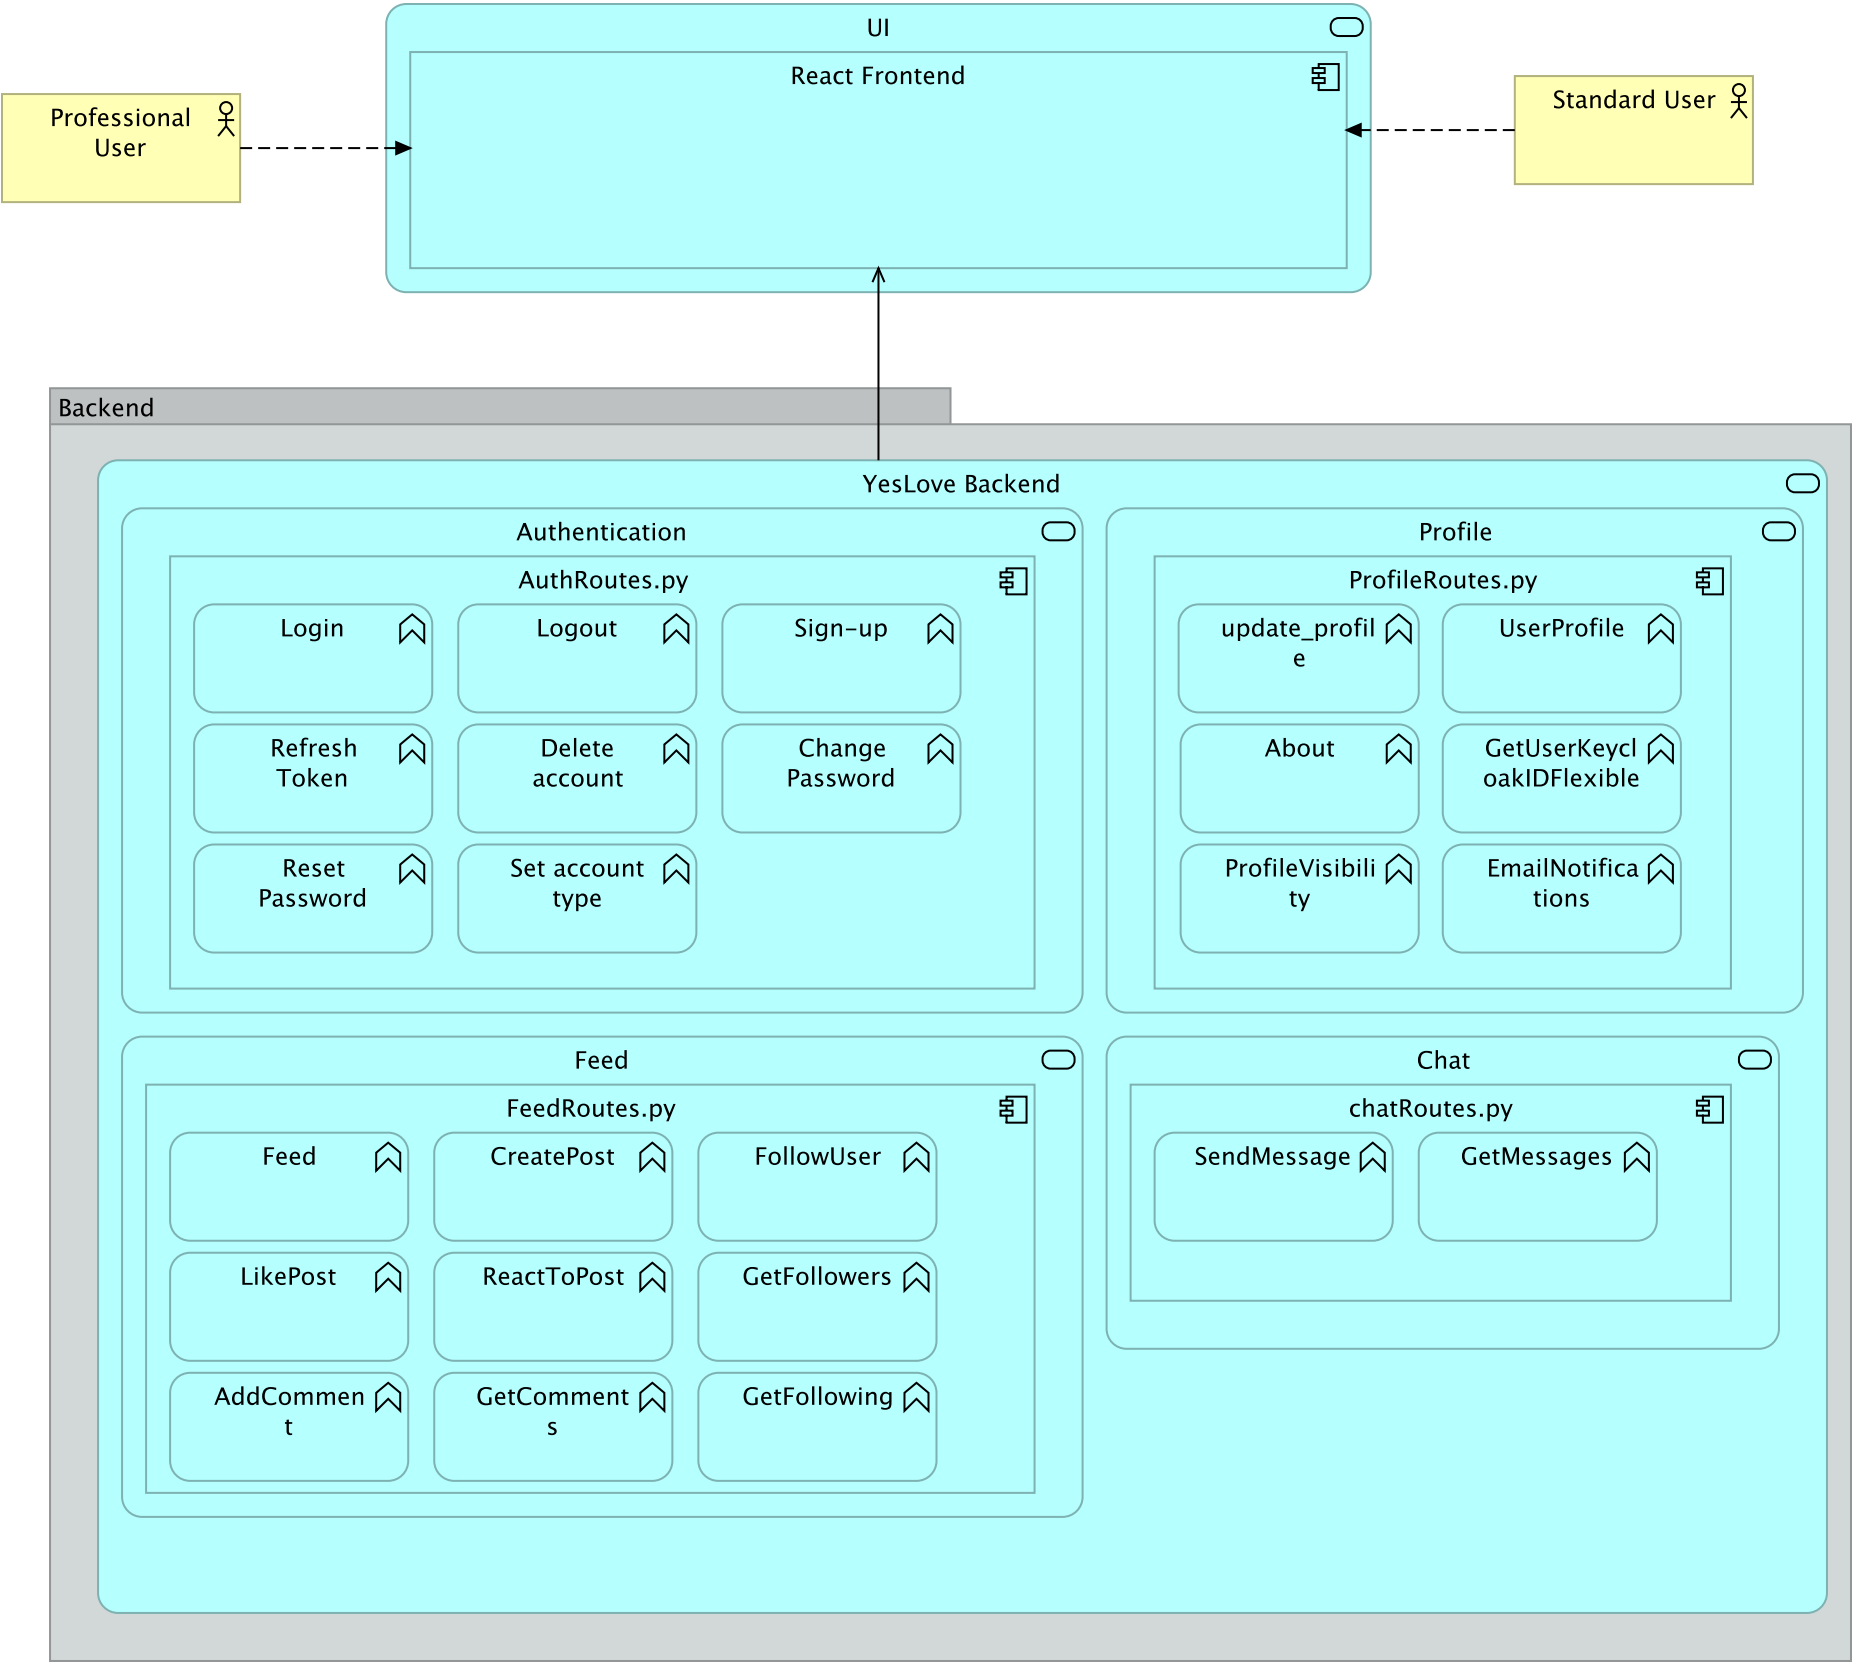 UI
React Frontend
Professional
User
Standard User
Backend
YesLove Backend
Authentication
AuthRoutes.py
Login
Logout
Sign-up
Refresh
Token
Delete
account
Change
Password
Reset
Password
Set account
type
Profile
ProfileRoutes.py
update_profil
e
UserProfile
About
GetUserKeycl
oakIDFlexible
ProfileVisibili
ty
EmailNotifica
tions
Feed
FeedRoutes.py
Feed
CreatePost
FollowUser
LikePost
ReactToPost
GetFollowers
AddCommen
t
GetComment
s
GetFollowing
Chat
chatRoutes.py
SendMessage
GetMessages